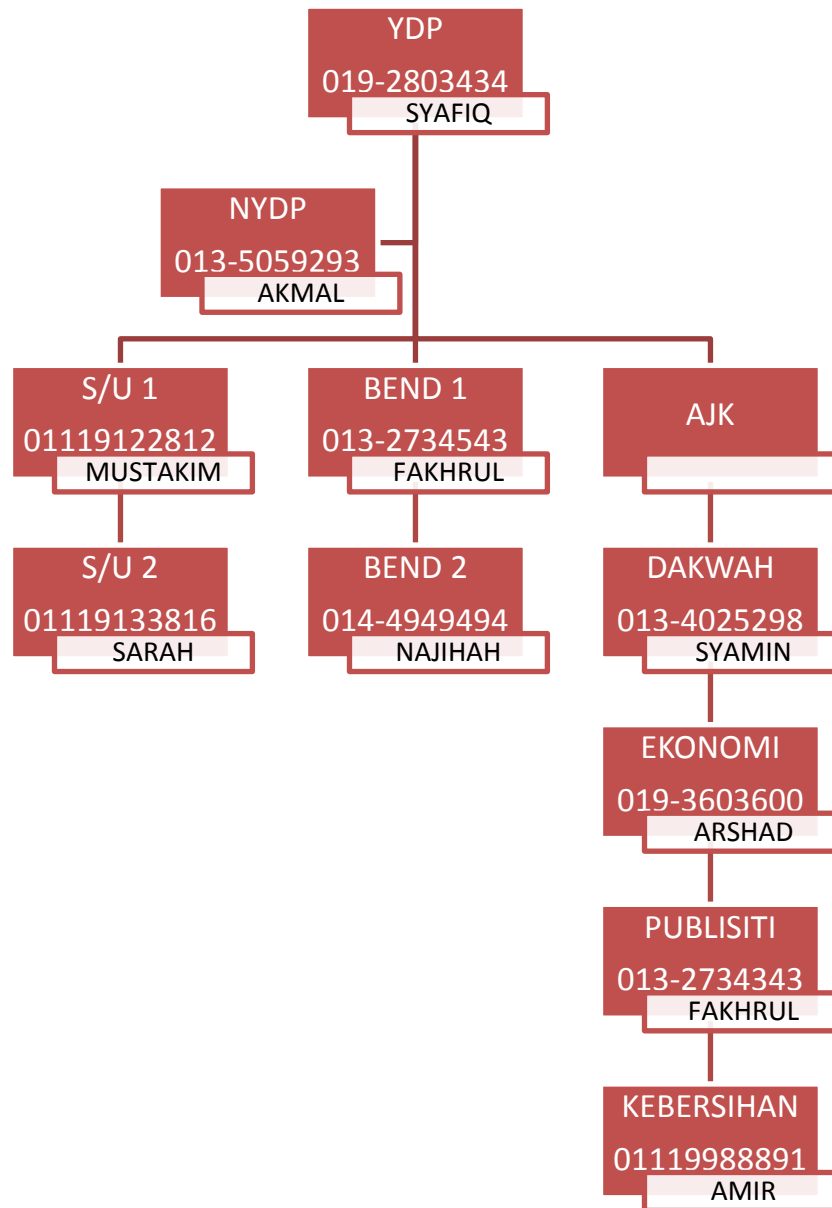 YDP
019-2803434
SYAFIQ
NYDP
013-5059293
AKMAL
S/U 1
01119122812
MUSTAKIM
BEND 1
013-2734543
FAKHRUL
AJK
S/U 2
01119133816
SARAH
BEND 2
014-4949494
NAJIHAH
DAKWAH
013-4025298
SYAMIN
EKONOMI
019-3603600
ARSHAD
PUBLISITI
013-2734343
FAKHRUL
KEBERSIHAN
01119988891
AMIR